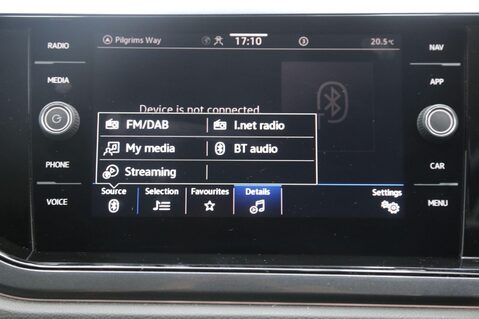 RADIO
Pilgrims Way
17:10
3
20.5°C
NAV
MEDIA
APP
Device is not connected
FM/DAB
I.net radio
My media
BT audio
Streaming
PHONE
CAR
VOICE
MENU
Source
Selection
Favourites
Details
Settings